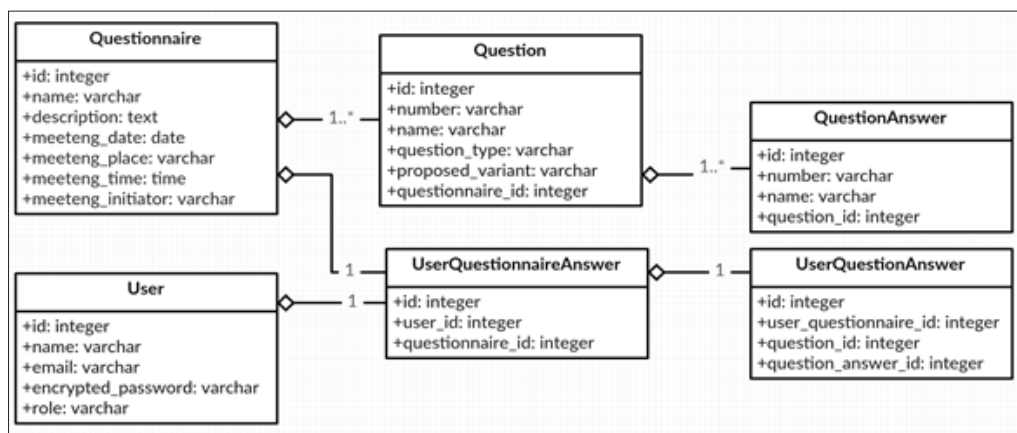 Questionnaire
+id: integer
+name: varchar
+description: text
+meeteng_date: date
+meeteng_place: varchar
+meeteng_time: time
+meeteng_initiator: varchar
1..*
Question
+id: integer
+number: varchar
+name: varchar
+question_type: varchar
+proposed_variant: varchar
+questionnaire_id: integer
1..*
QuestionAnswer
+id: integer
+number: varchar
+name: varchar
+question_id: integer
User
+id: integer
+name: varchar
+email: varchar
+encrypted_password: varchar
+role: varchar
1
1
UserQuestionnaireAnswer
+id: integer
+user_id: integer
+questionnaire_id: integer
1
UserQuestionAnswer
+id: integer
+user_questionnaire_id: integer
+question_id: integer
+question_answer_id: integer